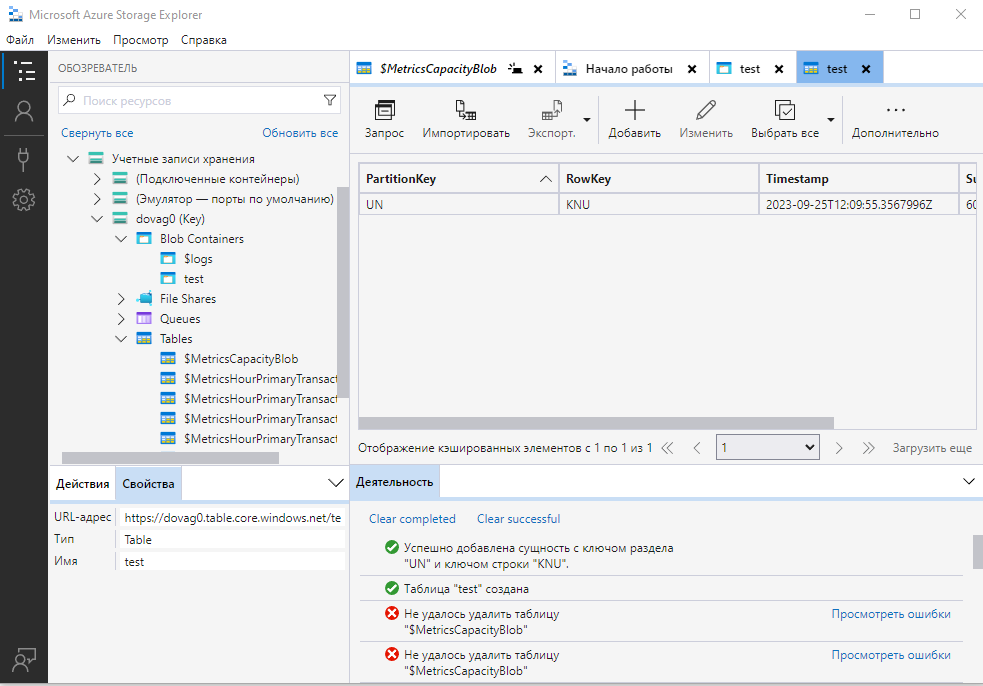 Microsoft Azure Storage Explorer
Файл Изменить Просмотр Справка
ОБОЗРЕВАТЕЛЬ
Поиск ресурсов
Свернуть все Обновить все
Учетные записи хранения
(Подключенные контейнеры)
(Эмулятор — порты по умолчанию)
dovag0 (Key)
Blob Containers
$logs
test
File Shares
Queues
Tables
$MetricsCapacityBlob
$MetricsHourPrimaryTransact
$MetricsHourPrimaryTransact
$MetricsHourPrimaryTransact
$MetricsHourPrimaryTransact
Действия Свойства
URL-адрес https://dovag0.table.core.windows.net/te
Тип Table
Имя test
$MetricsCapacityBlob Начало работы test test
Запрос Импортировать Экспорт. Добавить Изменить Выбрать все Дополнительно
PartitionKey RowKey Timestamp Su
UN KNU 2023-09-25T12:09:55.3567996Z 60
Отображение кэшированных элементов с 1 по 1 из 1 1 Загрузить еще
Деятельность
Clear completed Clear successful
Успешно добавлена сущность с ключом раздела
"UN" и ключом строки "KNU".
Таблица "test" создана
Не удалось удалить таблицу Просмотреть ошибки
"$MetricsCapacityBlob"
Не удалось удалить таблицу Просмотреть ошибки
"$MetricsCapacityBlob"